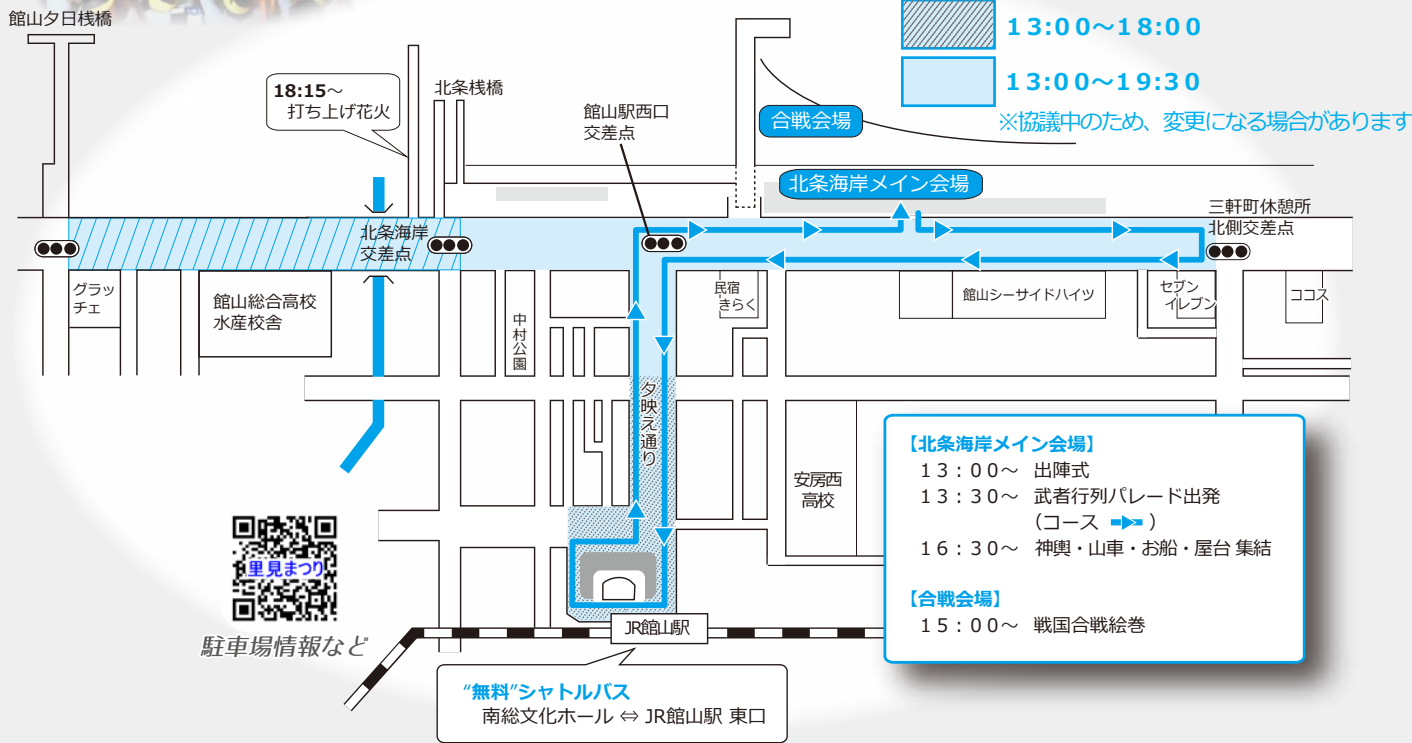 館山夕日桟橋
13:00～18:00
13:00～19:30
※協議中のため、変更になる場合があります
18:15～
打ち上げ花火
北条桟橋
館山駅西口
交差点
合戦会場
北条海岸メイン会場
三軒町休憩所
北側交差点
北条海岸
交差点
グラッ
チェ
館山総合高校
水産校舎
中村公園
民宿
きらく
館山シーサイドハイツ
セブン
イレブン
ココス
夕映え通り
安房西
高校
【北条海岸メイン会場】
13：00～ 出陣式
13：30～ 武者行列パレード出発
（コース ）
16：30～ 神輿・山車・お船・屋台 集結
【合戦会場】
15：00～ 戦国合戦絵巻
里見まつり
駐車場情報など
JR館山駅
“無料”シャトルバス
南総文化ホール ⇔ JR館山駅 東口